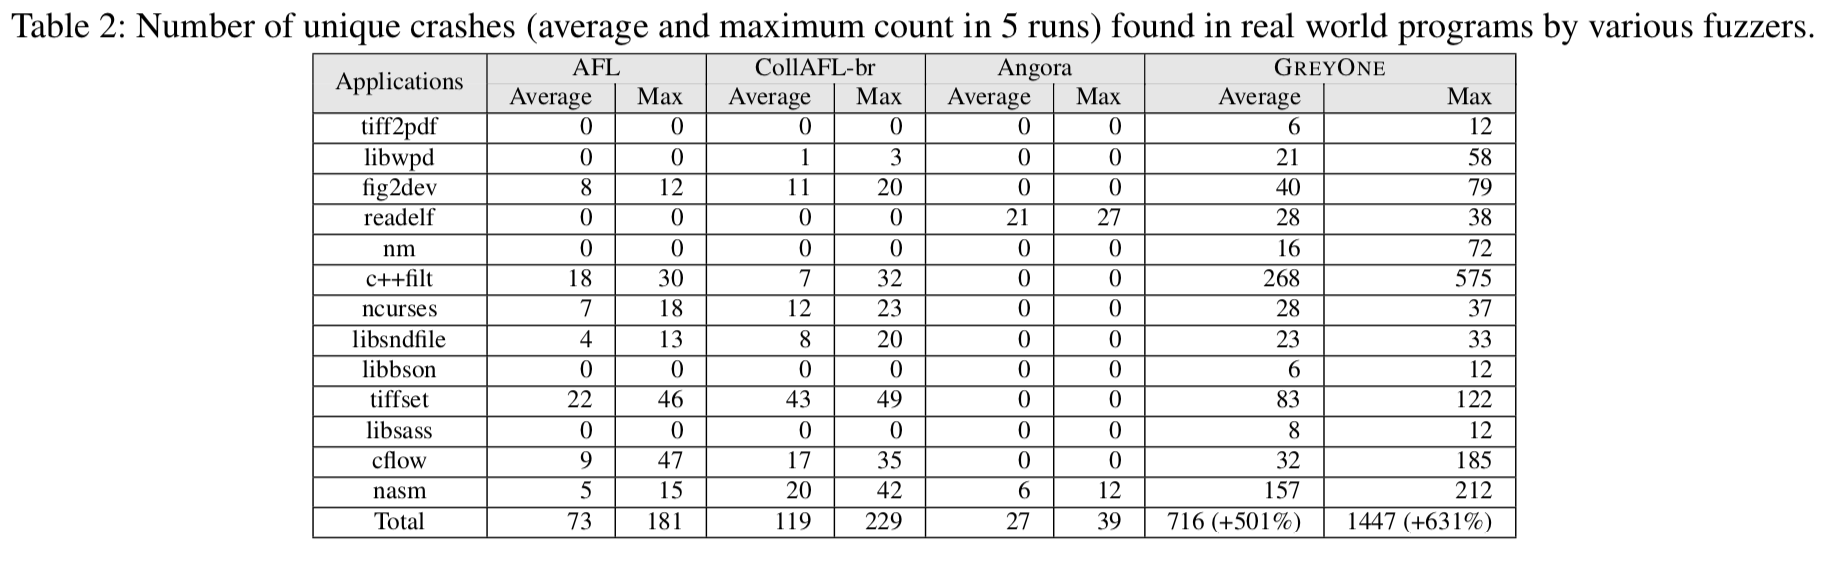 Table 2: Number of unique crashes (average and maximum count in 5 runs) found in real world programs by various fuzzers.
Applications AFL CollAFL-br Angora GREYONE
Average Max Average Max Average Max Average Max
tiff2pdf 0 0 0 0 0 0 6 12
libwpd 0 0 1 3 0 0 21 58
fig2dev 8 12 11 20 0 0 40 79
readelf 0 0 0 0 21 27 28 38
nm 0 0 0 0 0 0 16 72
c++filt 18 30 7 32 0 0 268 575
ncurses 7 18 12 23 0 0 28 37
libsndfile 4 13 8 20 0 0 23 33
libbson 0 0 0 0 0 0 6 12
tiffset 22 46 43 49 0 0 83 122
libsass 0 0 0 0 0 0 8 12
cflow 9 47 17 35 0 0 32 185
nasm 5 15 20 42 6 12 157 212
Total 73 181 119 229 27 39 716 (+501%) 1447 (+631%)